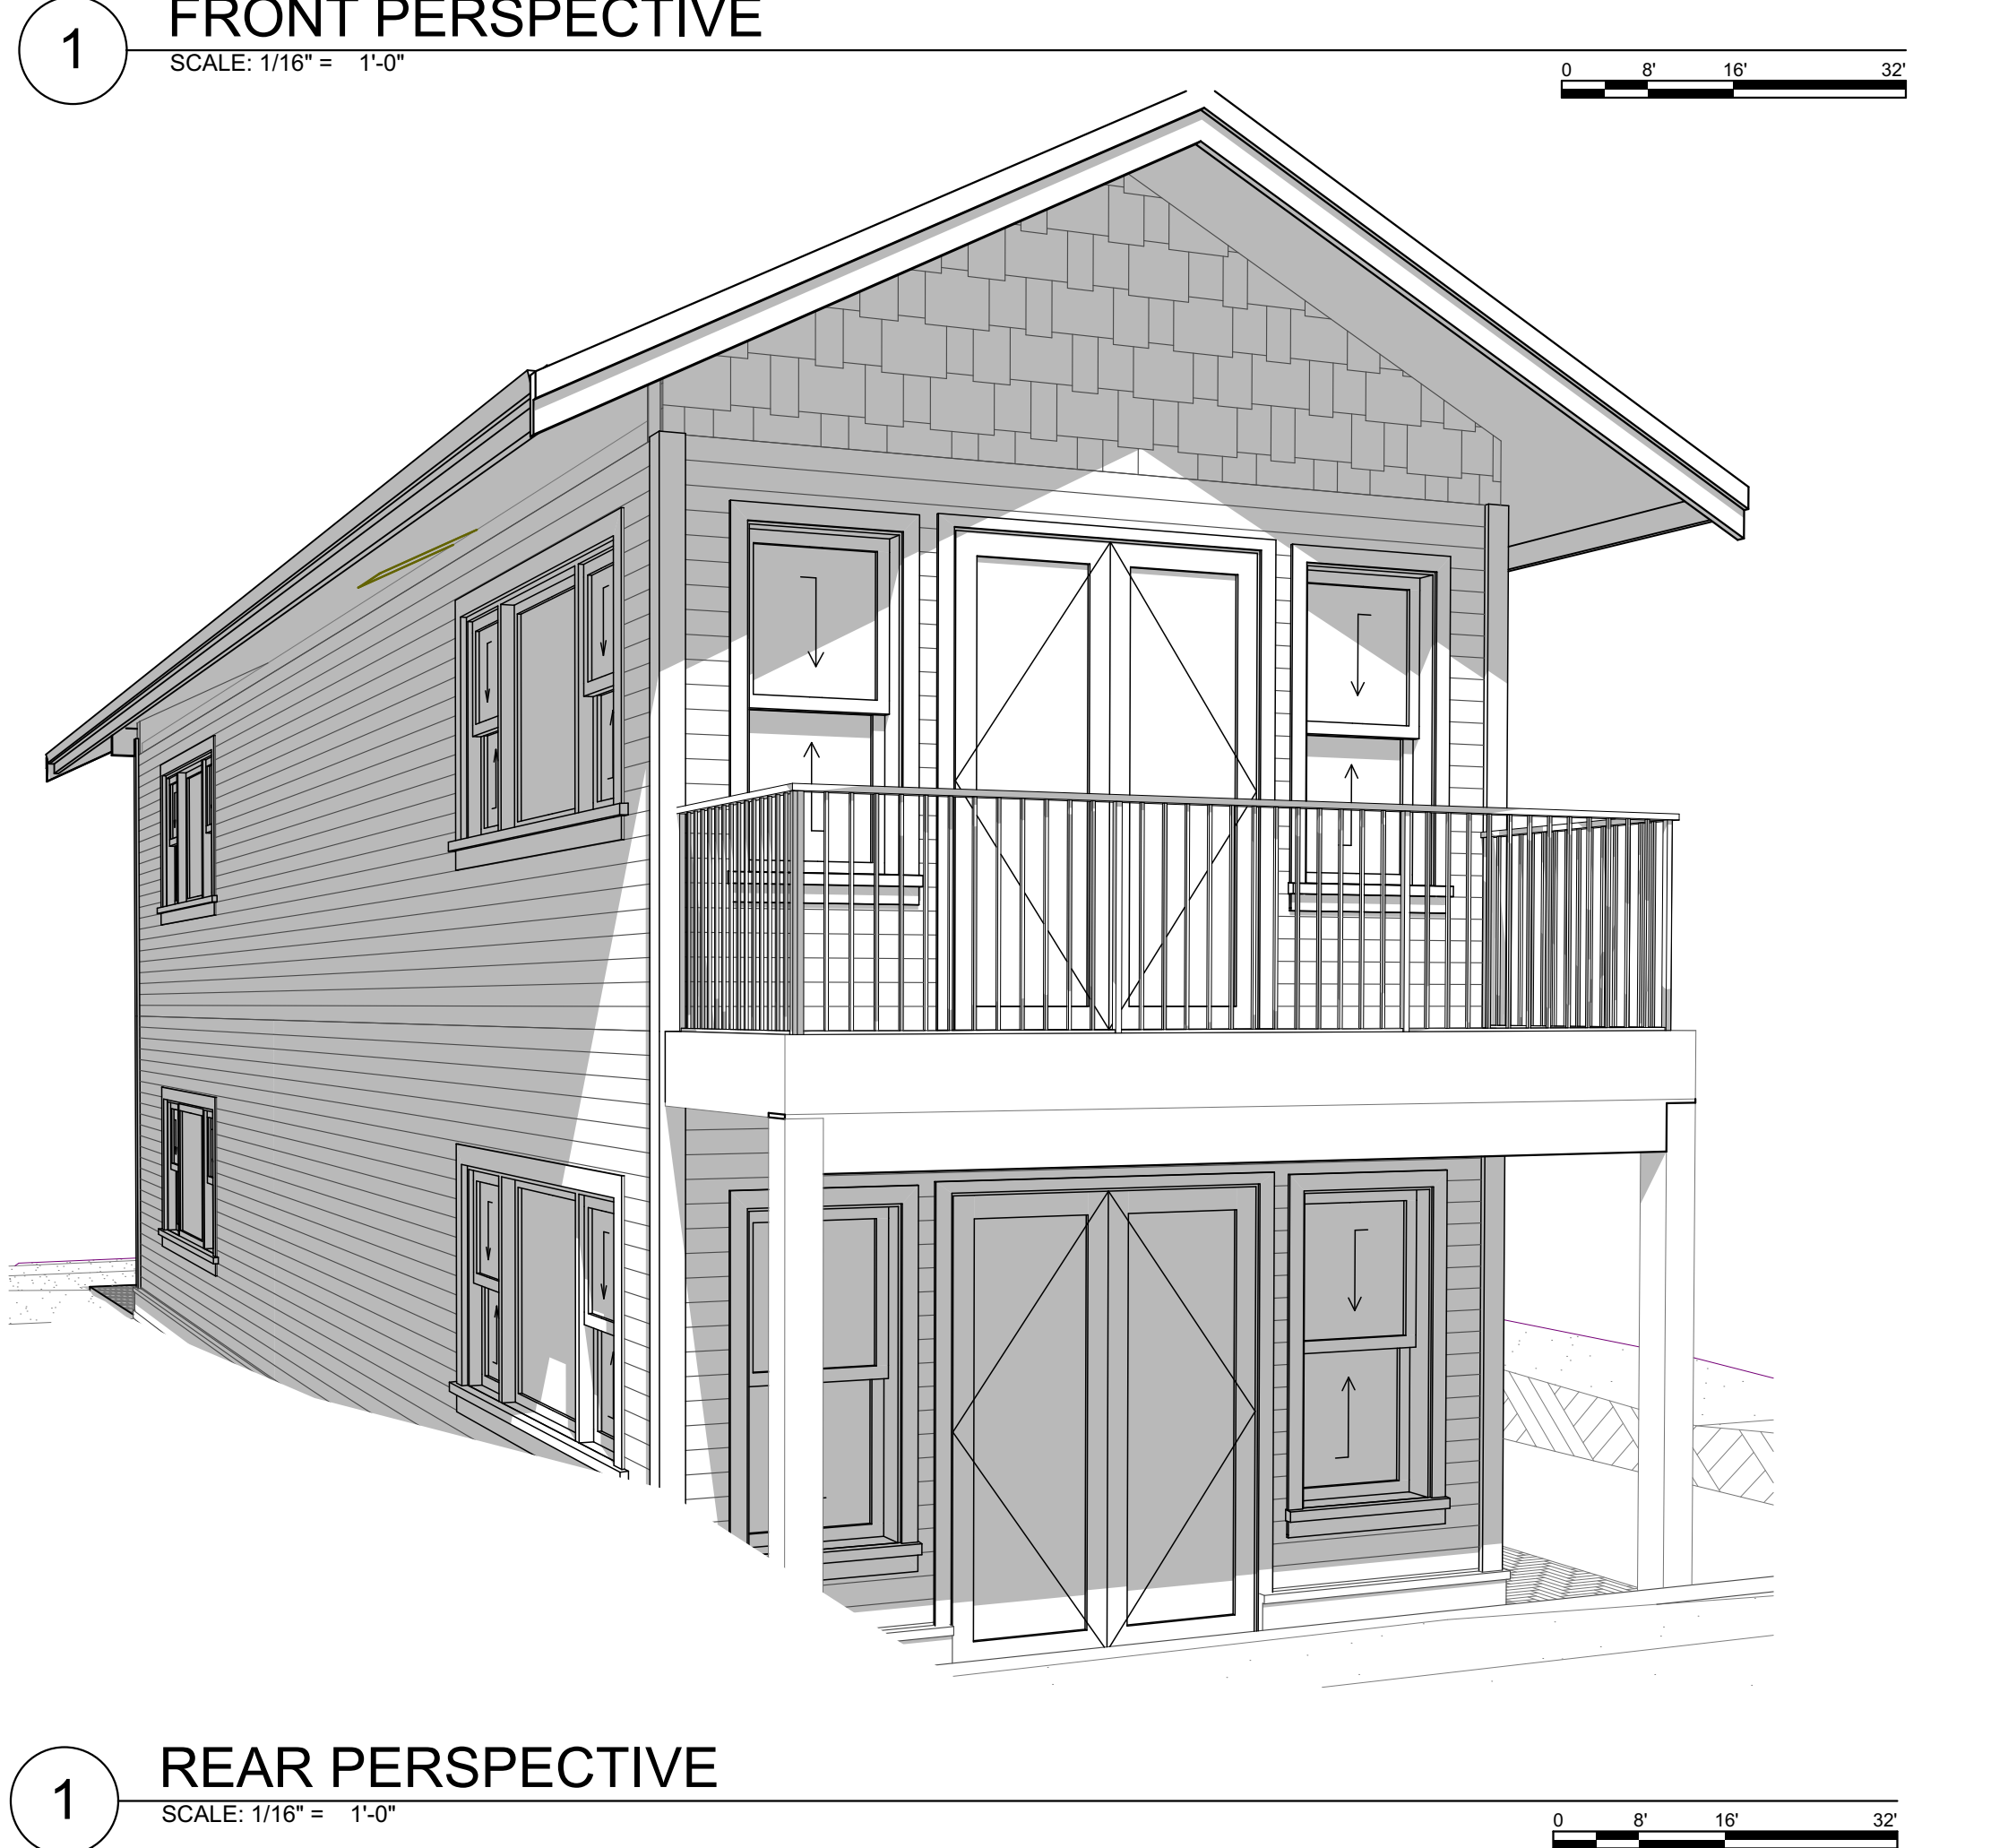 FRONT PERSPECTIVE
1
SCALE: 1/16" = 1'-0"
0 8' 16' 32'
REAR PERSPECTIVE
1
SCALE: 1/16" = 1'-0"
0 8' 16' 32'